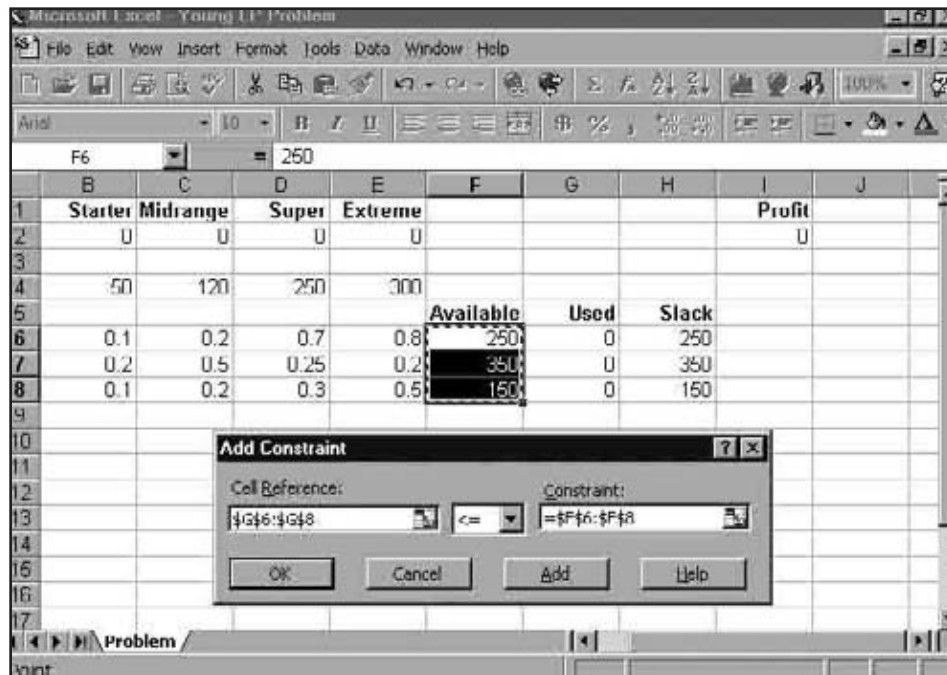 Microsoft Excel - Young LP Problem
File Edit View Insert Format Tools Data Window Help
100%
Arial 10 B I U % ,
F6 = 250
B C D E F G H I J
1 Starter Midrange Super Extreme Profit
2 0 0 0 0 0
3
4 50 120 250 300
5 Available Used Slack
6 0.1 0.2 0.7 0.8 250 0 250
7 0.2 0.5 0.25 0.2 350 0 350
8 0.1 0.2 0.3 0.5 150 0 150
9
10
11
12
13
14
15
16
17
Add Constraint ?
Cell Reference: Constraint:
$G$6:$G$8 <= =$F$6:$F$8
OK Cancel Add Help
Problem
Point